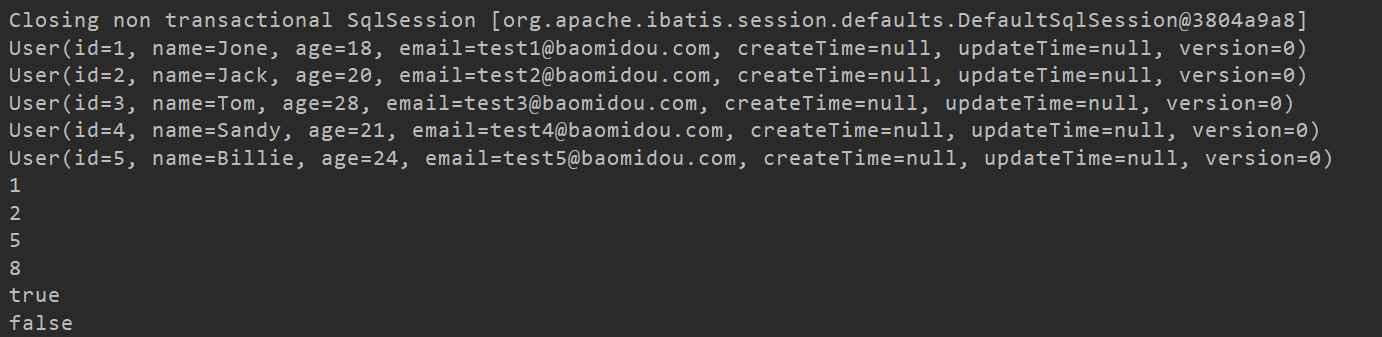 Closing non transactional SqlSession [org.apache.ibatis.session.defaults.DefaultSqlSession@3804a9a8]
User(id=1, name=Jone, age=18, email=test1@baomidou.com, createTime=null, updateTime=null, version=0)
User(id=2, name=Jack, age=20, email=test2@baomidou.com, createTime=null, updateTime=null, version=0)
User(id=3, name=Tom, age=28, email=test3@baomidou.com, createTime=null, updateTime=null, version=0)
User(id=4, name=Sandy, age=21, email=test4@baomidou.com, createTime=null, updateTime=null, version=0)
User(id=5, name=Billie, age=24, email=test5@baomidou.com, createTime=null, updateTime=null, version=0)
1
2
5
8
true
false